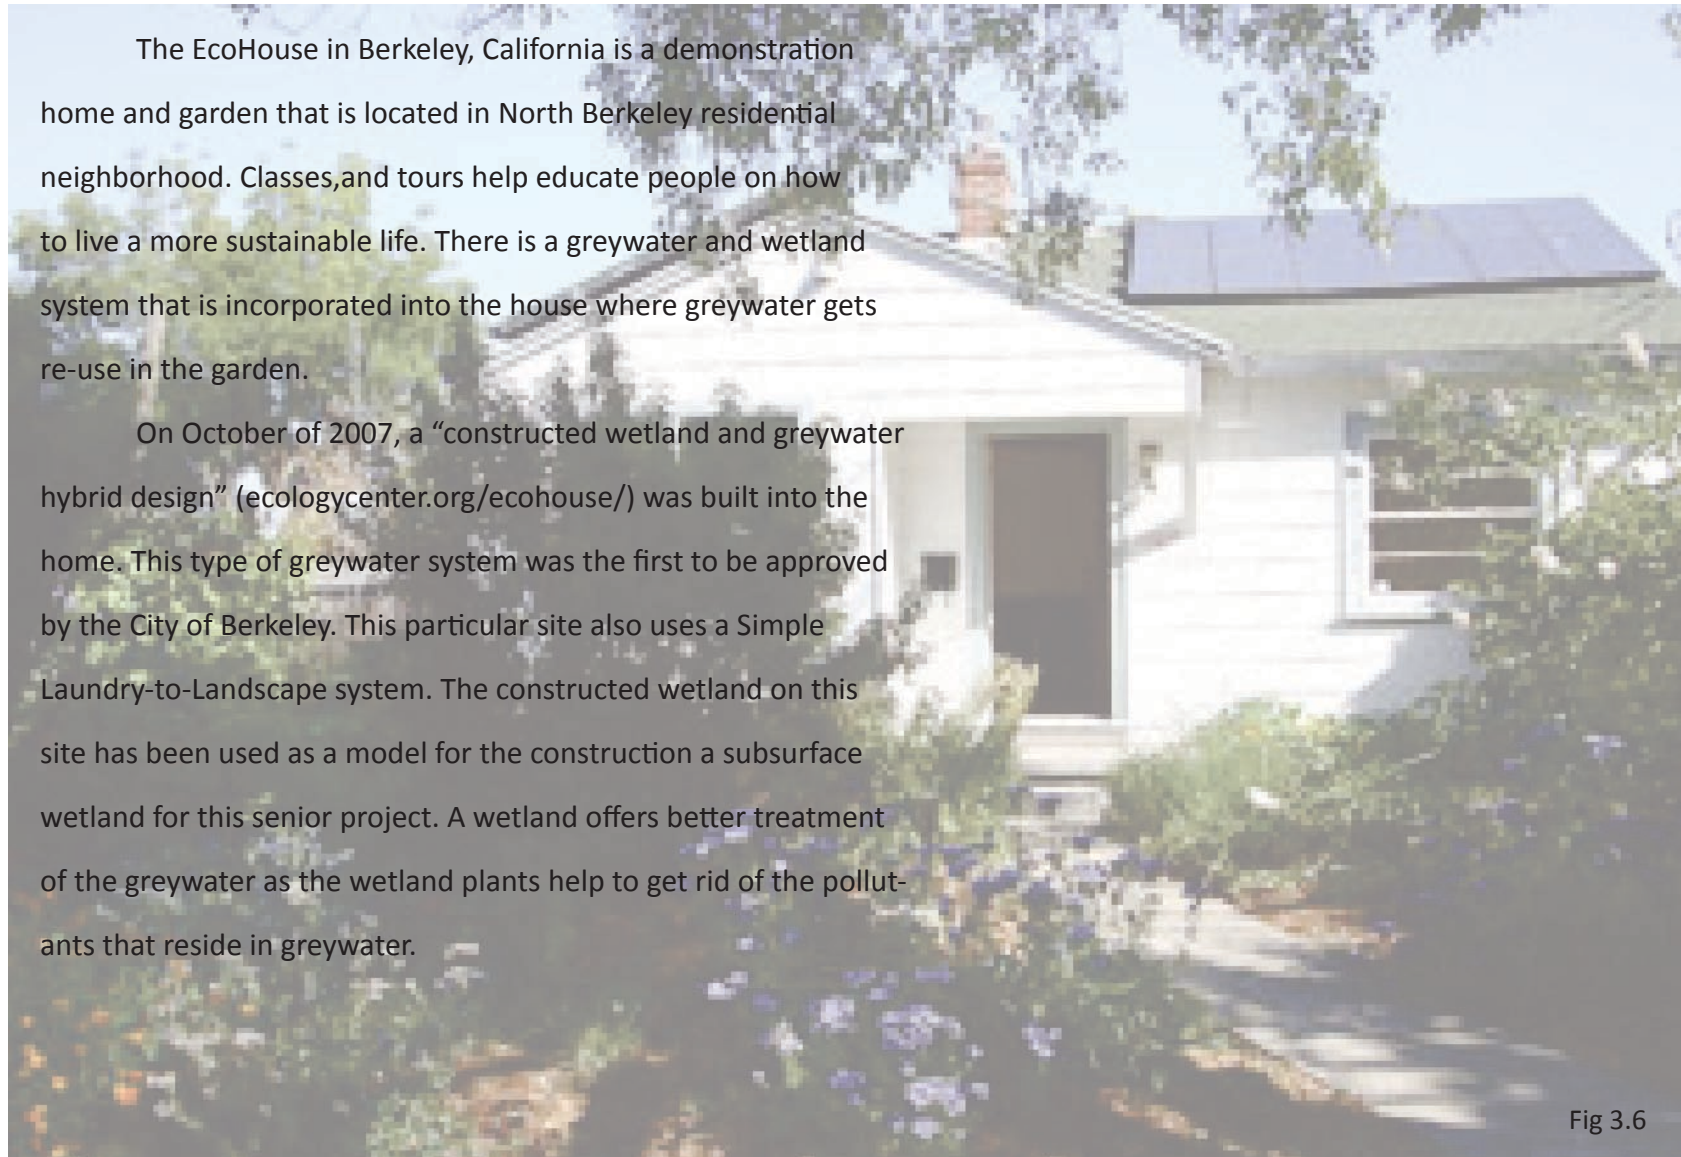 The EcoHouse in Berkeley, California is a demonstration
home and garden that is located in North Berkeley residential
neighborhood. Classes,and tours help educate people on how
to live a more sustainable life. There is a greywater and wetland
system that is incorporated into the house where greywater gets
re-use in the garden.
On October of 2007, a “constructed wetland and greywater
hybrid design” (ecologycenter.org/ecohouse/) was built into the
home. This type of greywater system was the first to be approved
by the City of Berkeley. This particular site also uses a Simple
Laundry-to-Landscape system. The constructed wetland on this
site has been used as a model for the construction a subsurface
wetland for this senior project. A wetland offers better treatment
of the greywater as the wetland plants help to get rid of the pollut-
ants that reside in greywater.
Fig 3.6